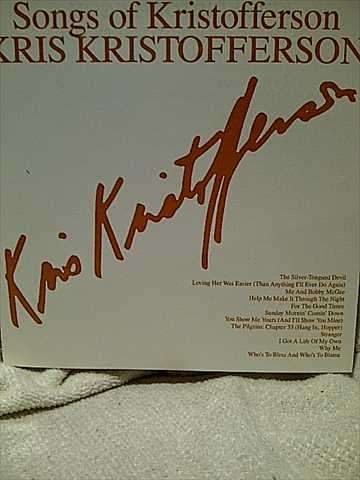 Songs of Kristofferson
KRIS KRISTOFFERSON
Kris Kristofferson
The Silver-Tongued Devil
Loving Her Was Easier (Than Anything I'll Ever Do Again)
Me And Bobby McGee
Help Me Make It Through The Night
For The Good Times
Sunday Mornin' Comin' Down
You Show Me Yours (And I'll Show You Mine)
The Pilgrim: Chapter 33 (Hang In, Hopper)
Stranger
I Got A Life Of My Own
Why Me
Who's To Bless And Who's To Blame